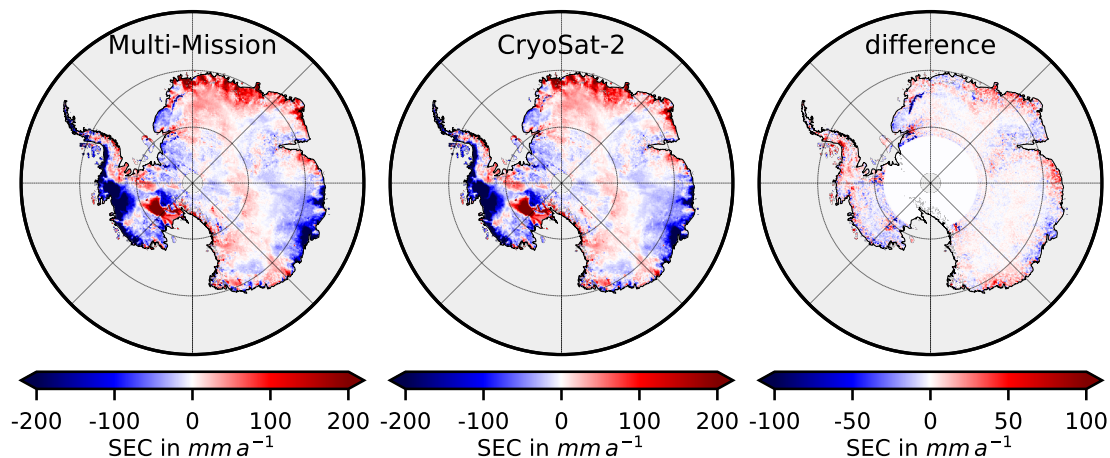 Multi-Mission
CryoSat-2
difference
-200 -100 0 100 200
SEC in mm a⁻¹
-200 -100 0 100 200
SEC in mm a⁻¹
-100 -50 0 50 100
SEC in mm a⁻¹